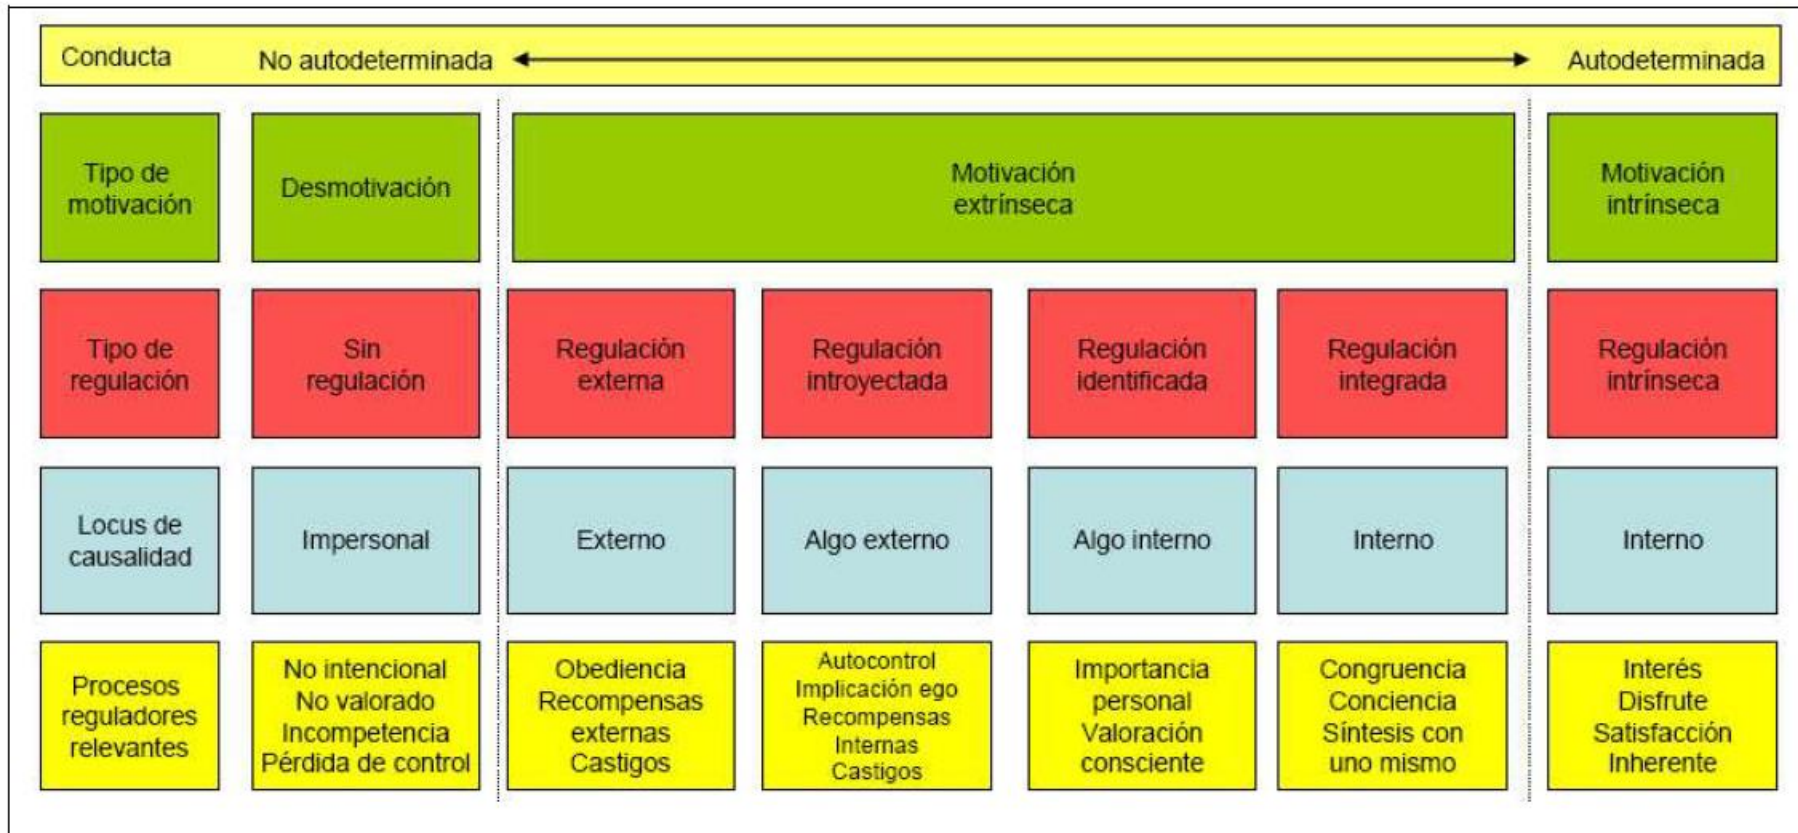 Conducta No autodeterminada Autodeterminada
Tipo de
motivación
Desmotivación
Motivación
extrínseca
Motivación
intrínseca
Tipo de
regulación
Sin
regulación
Regulación
externa
Regulación
introyectada
Regulación
identificada
Regulación
integrada
Regulación
intrínseca
Locus de
causalidad
Impersonal
Externo
Algo externo
Algo interno
Interno
Interno
Procesos
reguladores
relevantes
No intencional
No valorado
Incompetencia
Pérdida de control
Obediencia
Recompensas
externas
Castigos
Autocontrol
Implicación ego
Recompensas
Internas
Castigos
Importancia
personal
Valoración
consciente
Congruencia
Conciencia
Síntesis con
uno mismo
Interés
Disfrute
Satisfacción
Inherente